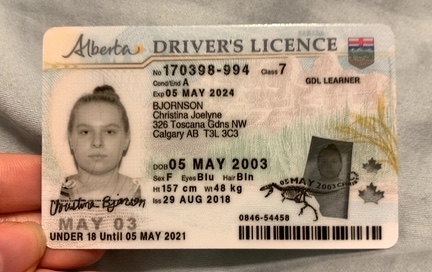 Alberta DRIVER'S LICENCE
No 170398-994 Class 7
GDL LEARNER
Cond/End A
Exp 05 MAY 2024
BJORNSON
Christina Joelyne
326 Toscana Gdns NW
Calgary AB T3L 3C3
DOB 05 MAY 2003
Sex F Eyes Blu Hair Bln
Ht 157 cm Wt 48 kg
Iss 29 AUG 2018
05 MAY 2003
Christina Bjornson
MAY 03
0846-54458
UNDER 18 Until 05 MAY 2021